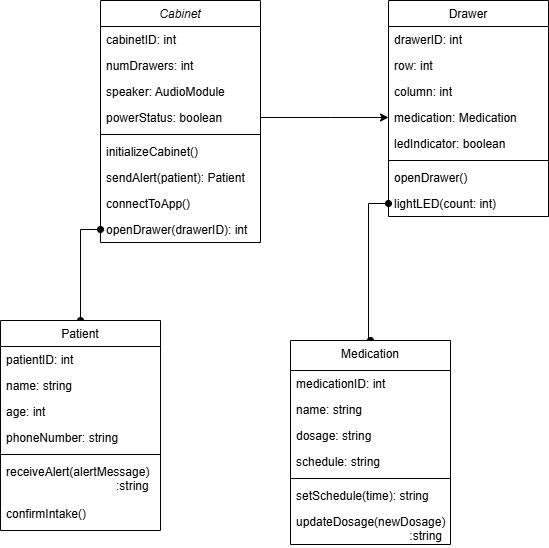 Cabinet
cabinetID: int
numDrawers: int
speaker: AudioModule
powerStatus: boolean
initializeCabinet()
sendAlert(patient): Patient
connectToApp()
openDrawer(drawerID): int
Drawer
drawerID: int
row: int
column: int
medication: Medication
ledIndicator: boolean
openDrawer()
lightLED(count: int)
Patient
patientID: int
name: string
age: int
phoneNumber: string
receiveAlert(alertMessage)
:string
confirmIntake()
Medication
medicationID: int
name: string
dosage: string
schedule: string
setSchedule(time): string
updateDosage(newDosage)
:string